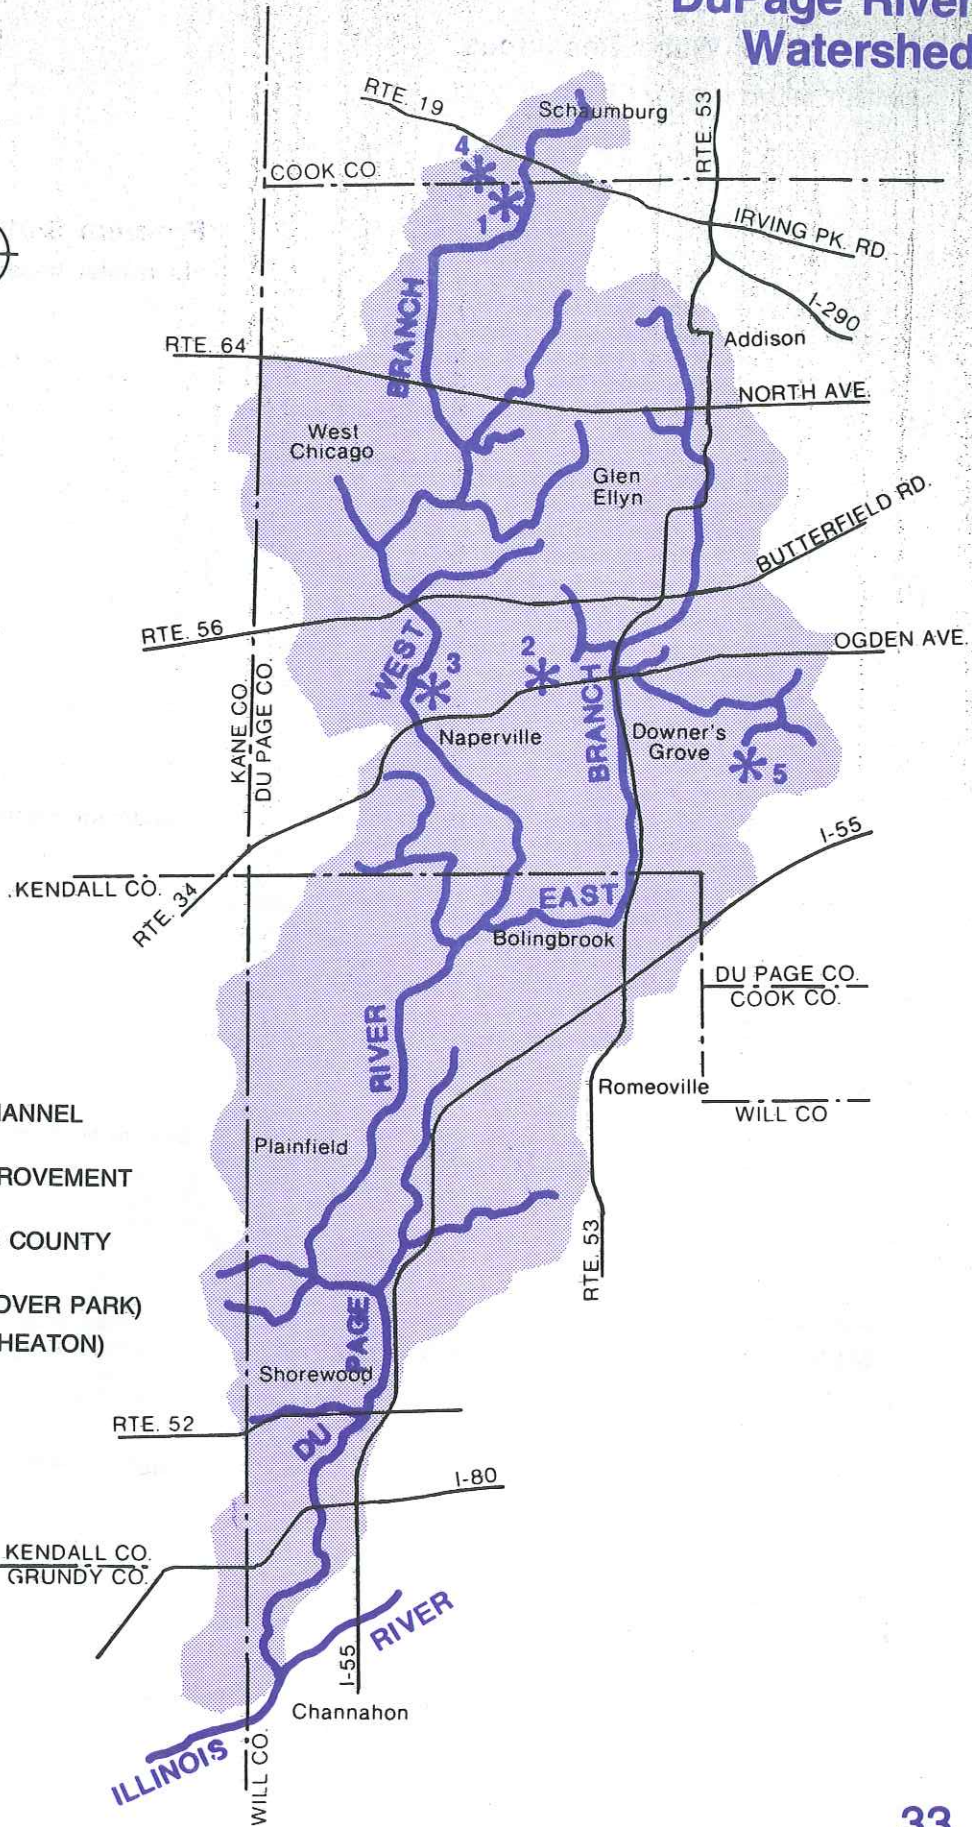 DuPage River
Watershed
RTE. 19
Schaumburg
RTE. 53
4
COOK CO.
1
IRVING PK. RD.
I-290
BRANCH
RTE. 64
Addison
NORTH AVE.
West
Chicago
Glen
Ellyn
BUTTERFIELD RD.
RTE. 56
WEST
3
2
OGDEN AVE.
KANE CO.
DU PAGE CO.
Naperville
BRANCH
Downer's
Grove
5
I-55
KENDALL CO.
RTE. 34
EAST
Bolingbrook
DU PAGE CO.
COOK CO.
RIVER
Romeoville
WILL CO
ANNEL
Plainfield
ROVEMENT
COUNTY
RTE. 53
OVER PARK)
HEATON)
PAGE
Shorewood
RTE. 52
DU
I-80
KENDALL CO.
GRUNDY CO.
RIVER
I-55
Channahon
ILLINOIS
WILL CO.
33